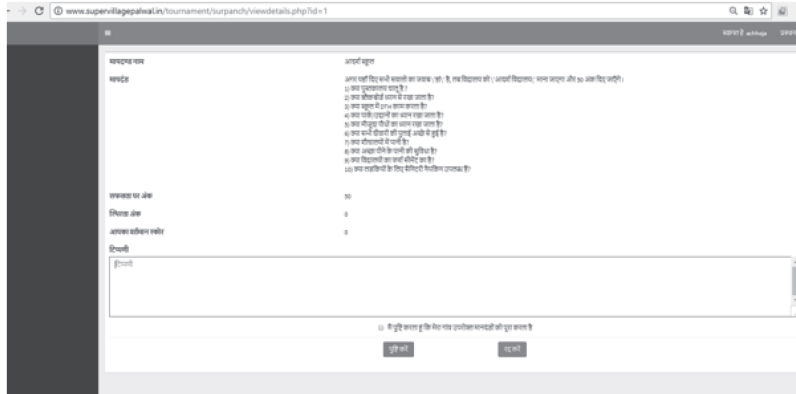 www.supervillagepalwal.in/tournament/surpanch/viewdetails.php?id=1
स्वागत है
मापदण्ड नाम
आदर्श स्कूल
मापदंड
अगर यहाँ दिए सभी सवालो का जवाब \'हां\' है, तब विद्यालय को \'आदर्श विद्यालय\' माना जाएगा और 50 अंक दिए जाएँगे।
1) क्या पुस्तकालय चालू है ?
2) क्या ब्लैकबोर्ड ध्यान से रखा जाता है?
3) क्या स्कूल में DTH काम करता है?
4) क्या पार्क/उद्यानों का ध्यान रखा जाता है?
5) क्या मौजूदा पौधों का ध्यान रखा जाता है?
6) क्या सभी दीवारों की पुताई अच्छे से हुई है?
7) क्या शौचालयों में पानी है?
8) क्या अच्छा पीने के पानी की सुविधा है?
9) क्या विद्यालयों का फर्श सीमेंट का है?
10) क्या लड़कियों के लिए सैनिटरी नैपकिन उपलब्ध हैं?
सफलता पर अंक
50
स्थिरता अंक
0
आपका वर्तमान स्कोर
0
टिप्पणी
टिप्पणी
मैं पुष्टि करता हूं कि मेरा गांव उपरोक्त मानदंडों को पूरा करता है
पुष्टि करें
रद्द करें